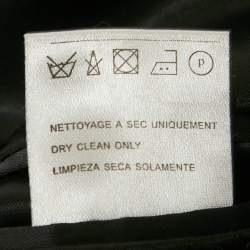 P
NETTOYAGE A SEC UNIQUEMENT
DRY CLEAN ONLY
LIMPIEZA SECA SOLAMENTE